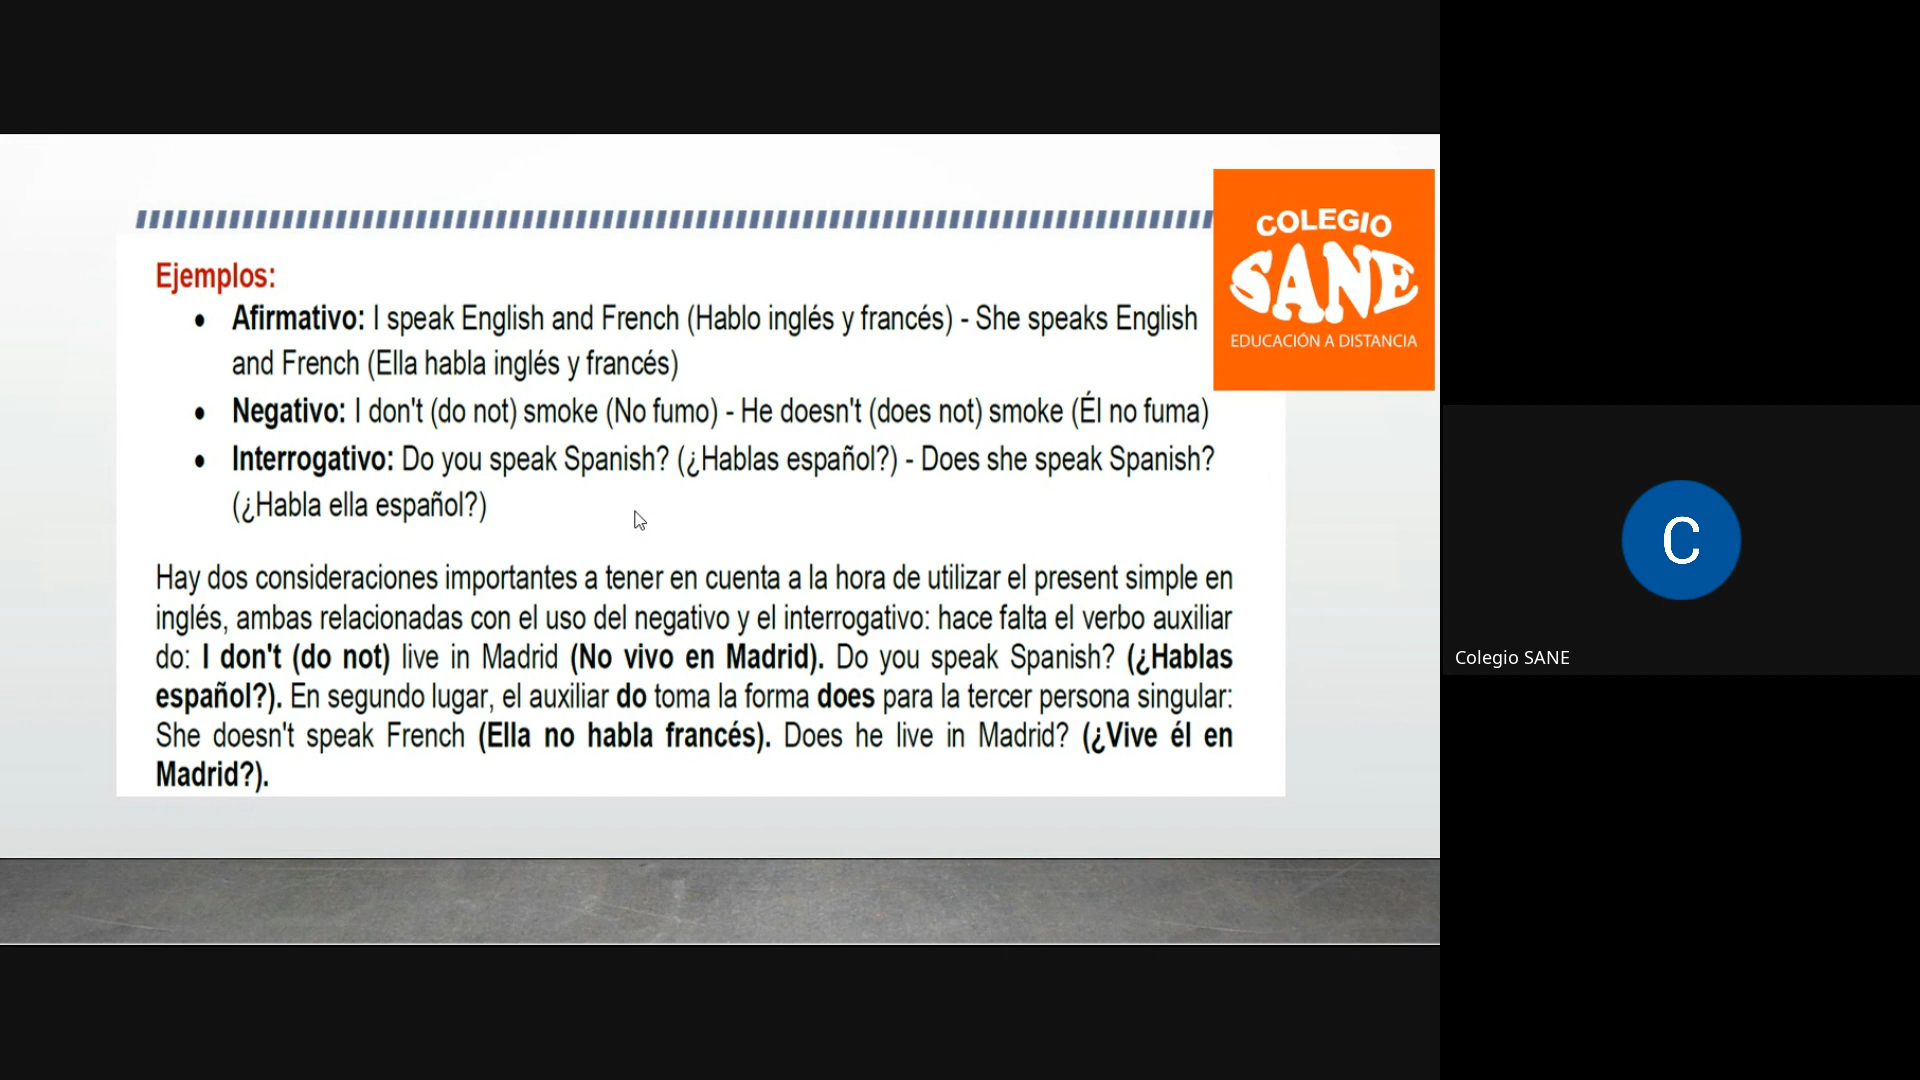 COLEGIO
SANE
EDUCACIÓN A DISTANCIA
Ejemplos:
• Afirmativo: I speak English and French (Hablo inglés y francés) - She speaks English
and French (Ella habla inglés y francés)
• Negativo: I don't (do not) smoke (No fumo) - He doesn't (does not) smoke (Él no fuma)
• Interrogativo: Do you speak Spanish? (¿Hablas español?) - Does she speak Spanish?
(¿Habla ella español?)
Hay dos consideraciones importantes a tener en cuenta a la hora de utilizar el present simple en
inglés, ambas relacionadas con el uso del negativo y el interrogativo: hace falta el verbo auxiliar
do: I don't (do not) live in Madrid (No vivo en Madrid). Do you speak Spanish? (¿Hablas
español?). En segundo lugar, el auxiliar do toma la forma does para la tercer persona singular:
She doesn't speak French (Ella no habla francés). Does he live in Madrid? (¿Vive él en
Madrid?).
C
Colegio SANE